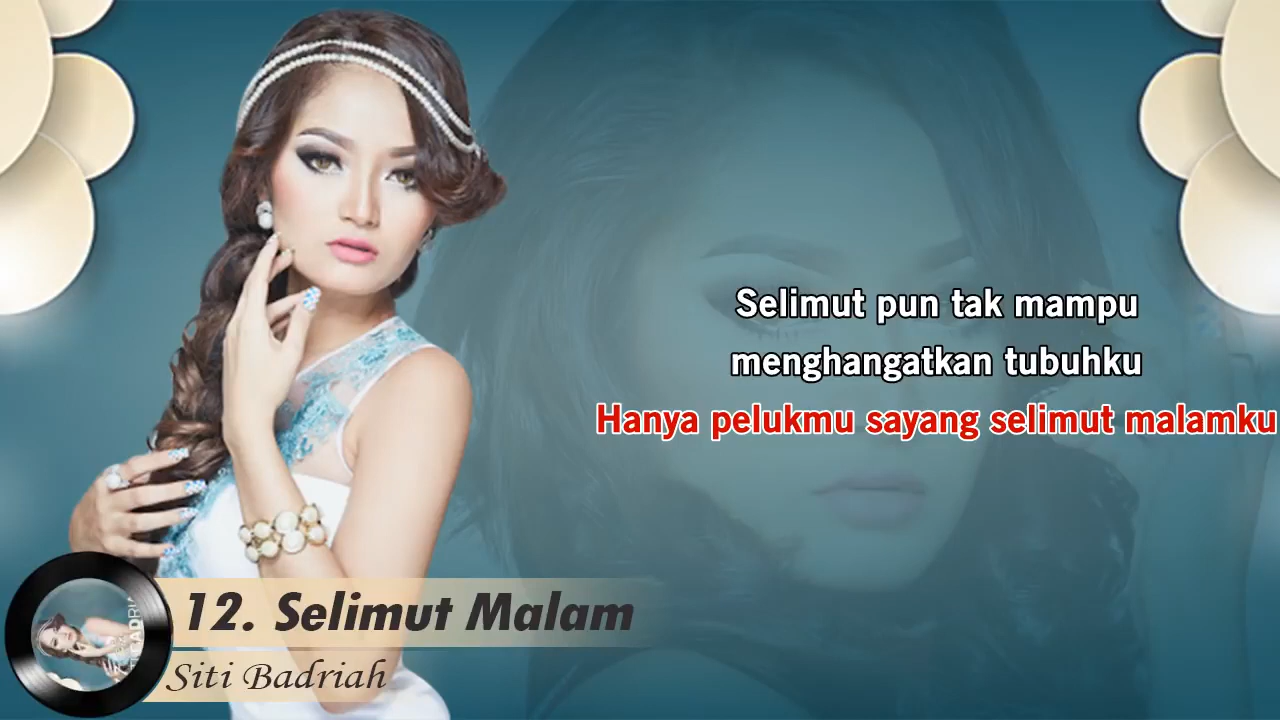 Selimut pun tak mampu
menghangatkan tubuhku
Hanya pelukmu sayang selimut malamku
12. Selimut Malam
Siti Badriah